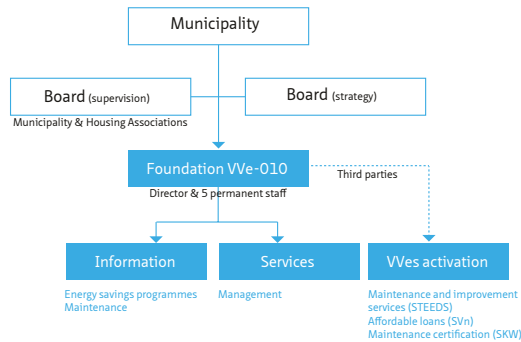 Municipality
Board (supervision)
Board (strategy)
Municipality & Housing Associations
Foundation VVe-010
Third parties
Director & 5 permanent staff
Information
Services
VVes activation
Energy savings programmes
Maintenance
Management
Maintenance and improvement
services (STEEDS)
Affordable loans (SVn)
Maintenance certification (SKW)